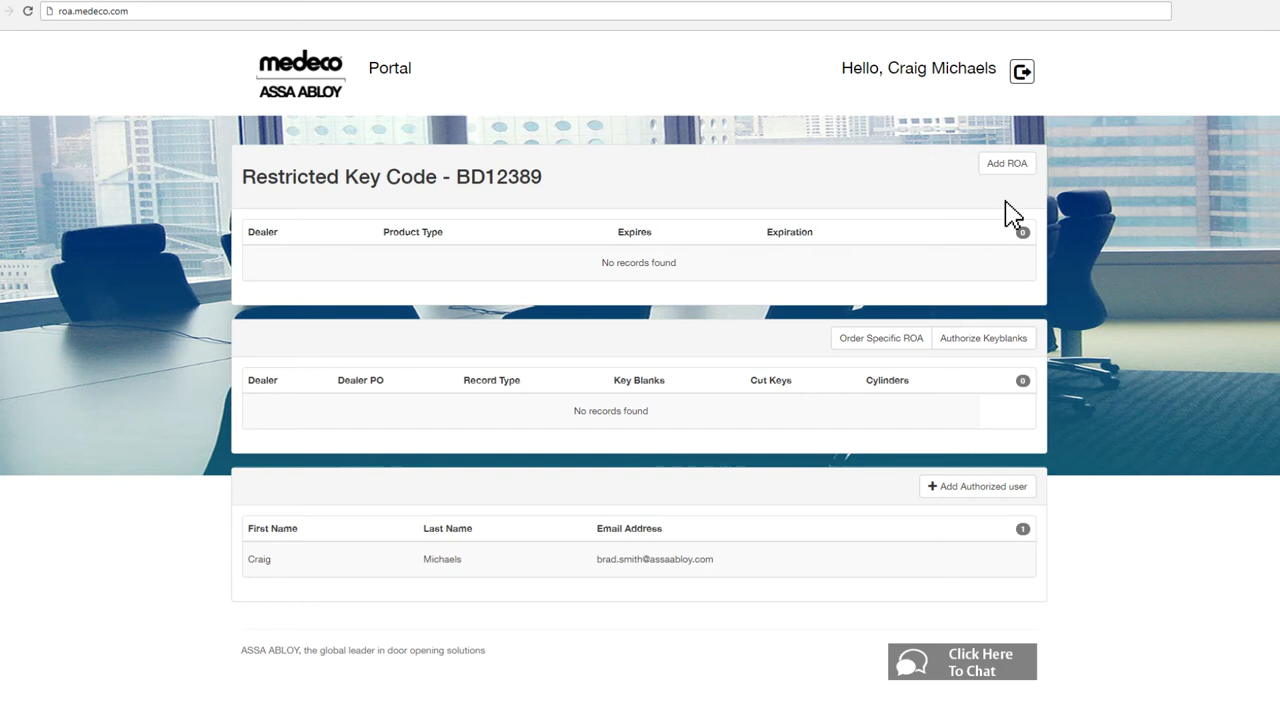 roa.medeco.com
medeco
ASSA ABLOY
Portal
Hello, Craig Michaels
Restricted Key Code - BD12389
Add ROA
Dealer Product Type Expires Expiration 0
No records found
Order Specific ROA Authorize Keyblanks
Dealer Dealer PO Record Type Key Blanks Cut Keys Cylinders 0
No records found
+ Add Authorized user
First Name Last Name Email Address 1
Craig Michaels brad.smith@assaabloy.com
ASSA ABLOY, the global leader in door opening solutions
Click Here
To Chat